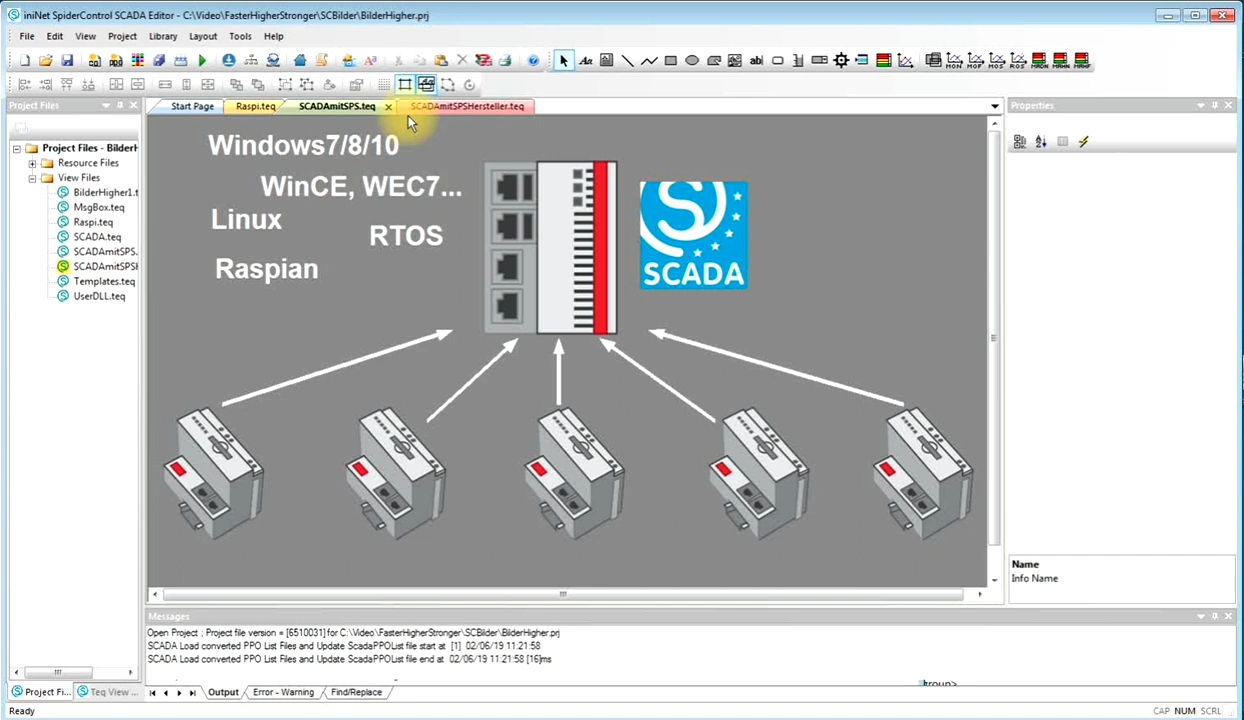 iniNet SpiderControl SCADA Editor - C:\Video\FasterHigherStronger\SCBilder\BilderHigher.prj
File Edit View Project Library Layout Tools Help
Project Files
Start Page
Raspi.teq
SCADAmitSPS.teq
SCADAmitSPSHersteller.teq
Properties
Project Files - BilderH
Resource Files
View Files
BilderHigher1.t
MsgBox.teq
Raspi.teq
SCADA.teq
SCADAmitSPS.
SCADAmitSPSH
Templates.teq
UserDLL.teq
Windows7/8/10
WinCE, WEC7...
Linux
RTOS
Raspian
SCADA
Name
Info Name
Messages
Open Project ; Project file version = [6510031] for C:\Video\FasterHigherStronger\SCBilder\BilderHigher.prj
SCADA Load converted PPO List Files and Update ScadaPPOList file start at [1] 02/06/19 11:21:58
SCADA Load converted PPO List Files and Update ScadaPPOList file end at 02/06/19 11:21:58 [16]ms
Project Fi...
Teq View ...
Output
Error - Warning
Find/Replace
Ready
CAP NUM SCRL